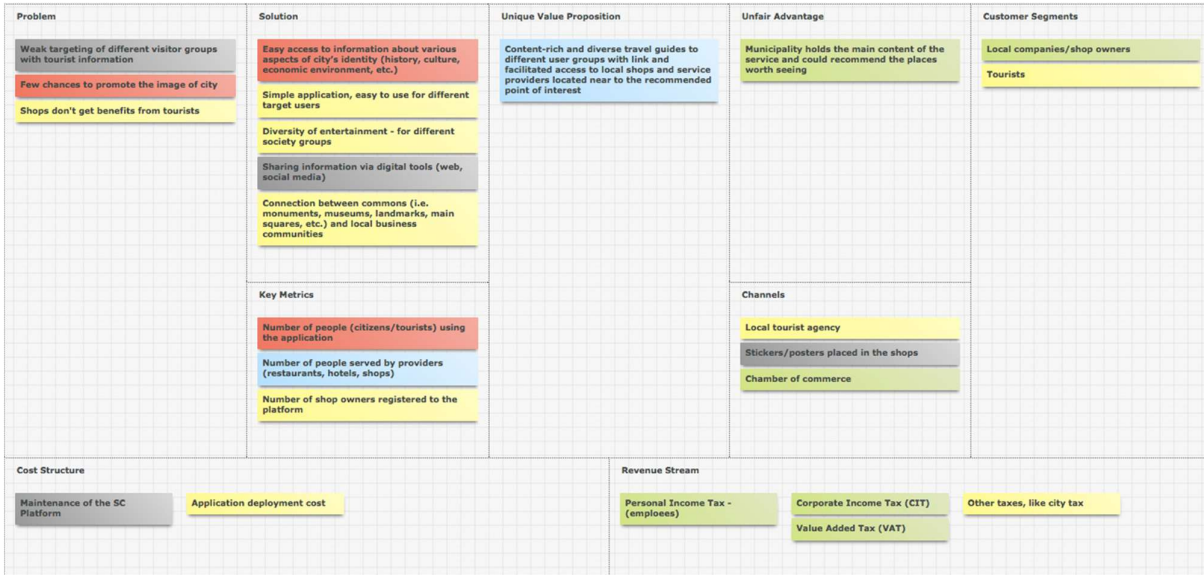 Problem
Weak targeting of different visitor groups
with tourist information
Few chances to promote the image of city
Shops don't get benefits from tourists
Solution
Easy access to information about various
aspects of city's identity (history, culture,
economic environment, etc.)
Simple application, easy to use for different
target users
Diversity of entertainment - for different
society groups
Sharing information via digital tools (web,
social media)
Connection between commons (i.e.
monuments, museums, landmarks, main
squares, etc.) and local business
communities
Key Metrics
Number of people (citizens/tourists) using
the application
Number of people served by providers
(restaurants, hotels, shops)
Number of shop owners registered to the
platform
Unique Value Proposition
Content-rich and diverse travel guides to
different user groups with link and
facilitated access to local shops and service
providers located near to the recommended
point of interest
Unfair Advantage
Municipality holds the main content of the
service and could recommend the places
worth seeing
Channels
Local tourist agency
Stickers/posters placed in the shops
Chamber of commerce
Customer Segments
Local companies/shop owners
Tourists
Cost Structure
Maintenance of the SC
Platform
Application deployment cost
Revenue Stream
Personal Income Tax -
(emploees)
Corporate Income Tax (CIT)
Value Added Tax (VAT)
Other taxes, like city tax